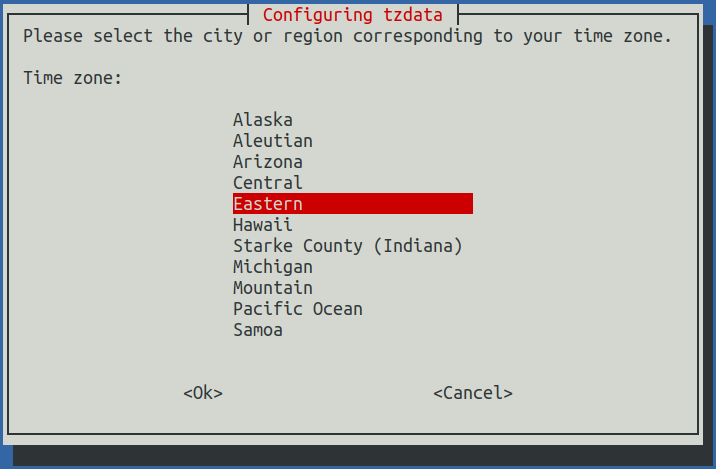 Configuring tzdata
Please select the city or region corresponding to your time zone.
Time zone:
Alaska
Aleutian
Arizona
Central
Eastern
Hawaii
Starke County (Indiana)
Michigan
Mountain
Pacific Ocean
Samoa
<Ok> <Cancel>